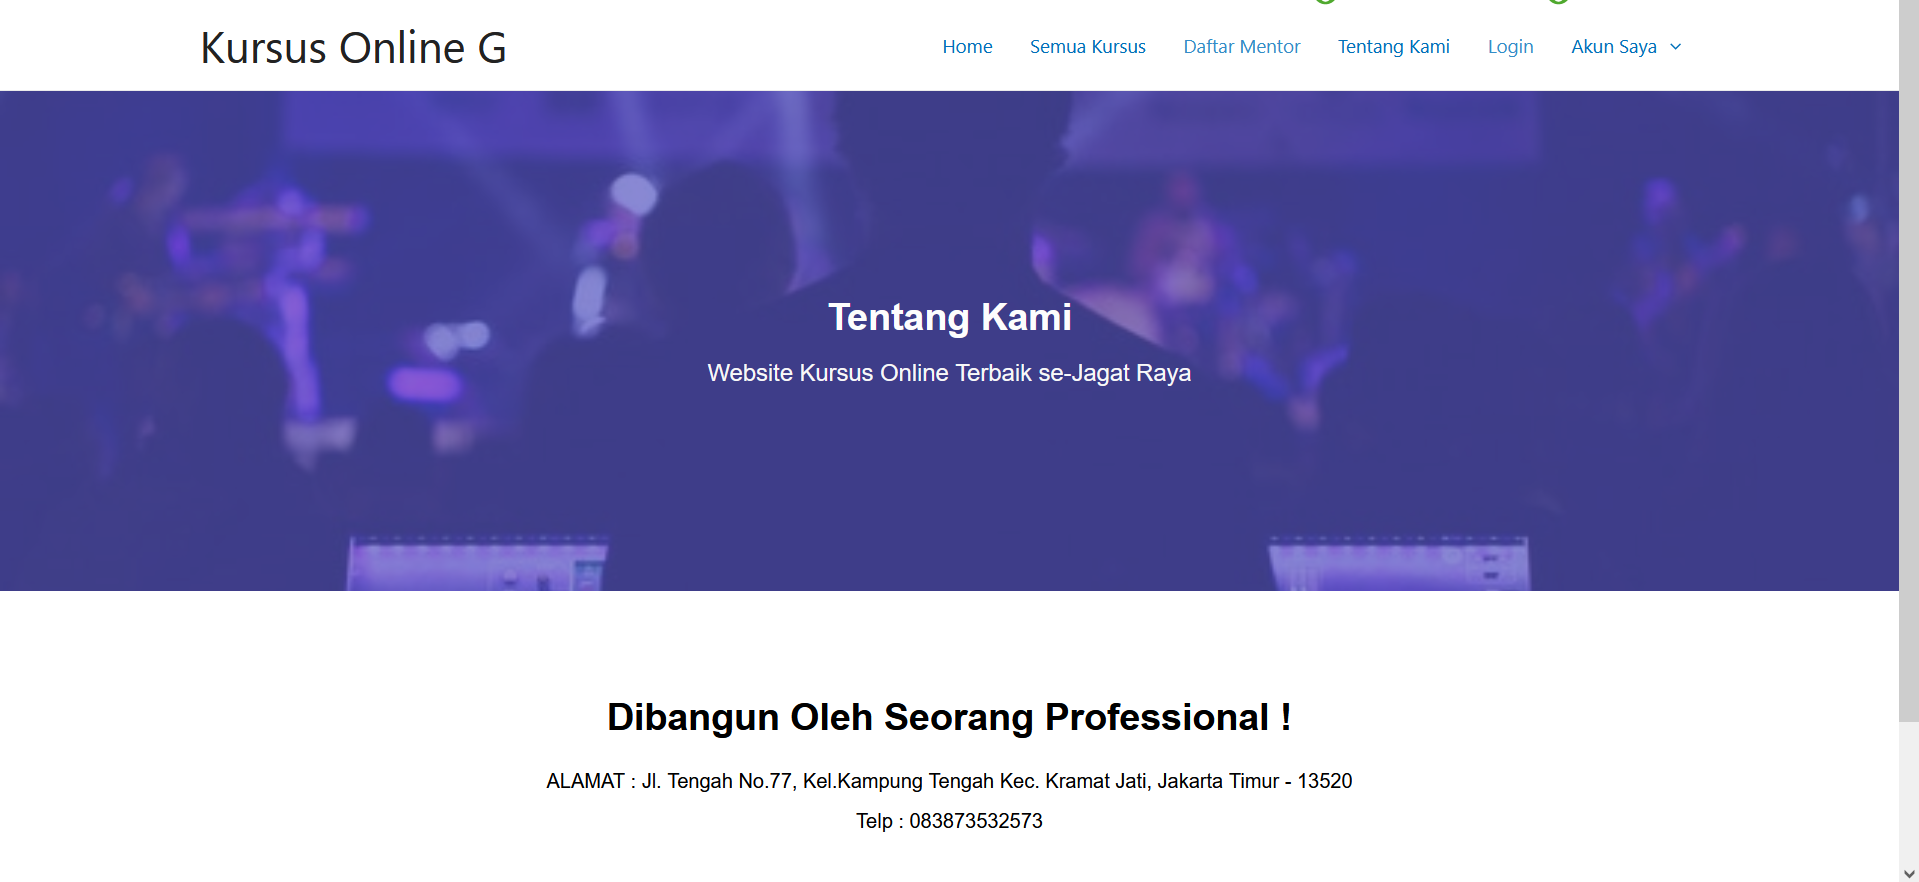 Kursus Online G
Home Semua Kursus Daftar Mentor Tentang Kami Login Akun Saya
Tentang Kami
Website Kursus Online Terbaik se-Jagat Raya
Dibangun Oleh Seorang Professional !
ALAMAT : Jl. Tengah No.77, Kel.Kampung Tengah Kec. Kramat Jati, Jakarta Timur - 13520
Telp : 083873532573